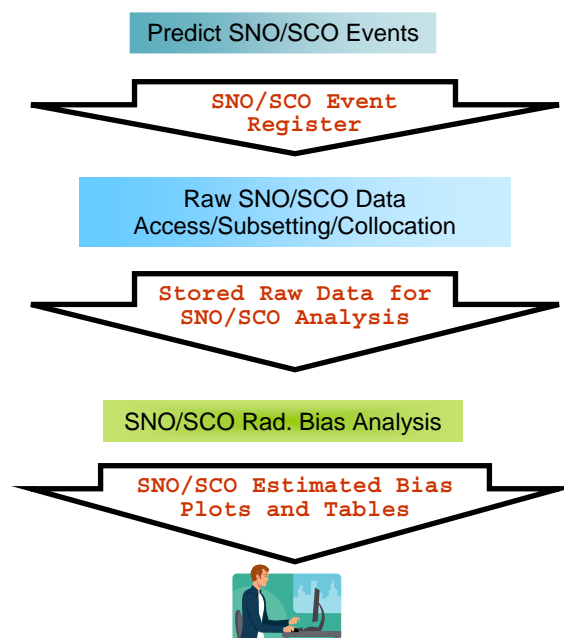 Predict SNO/SCO Events
SNO/SCO Event
Register
Raw SNO/SCO Data
Access/Subsetting/Collocation
Stored Raw Data for
SNO/SCO Analysis
SNO/SCO Rad. Bias Analysis
SNO/SCO Estimated Bias
Plots and Tables